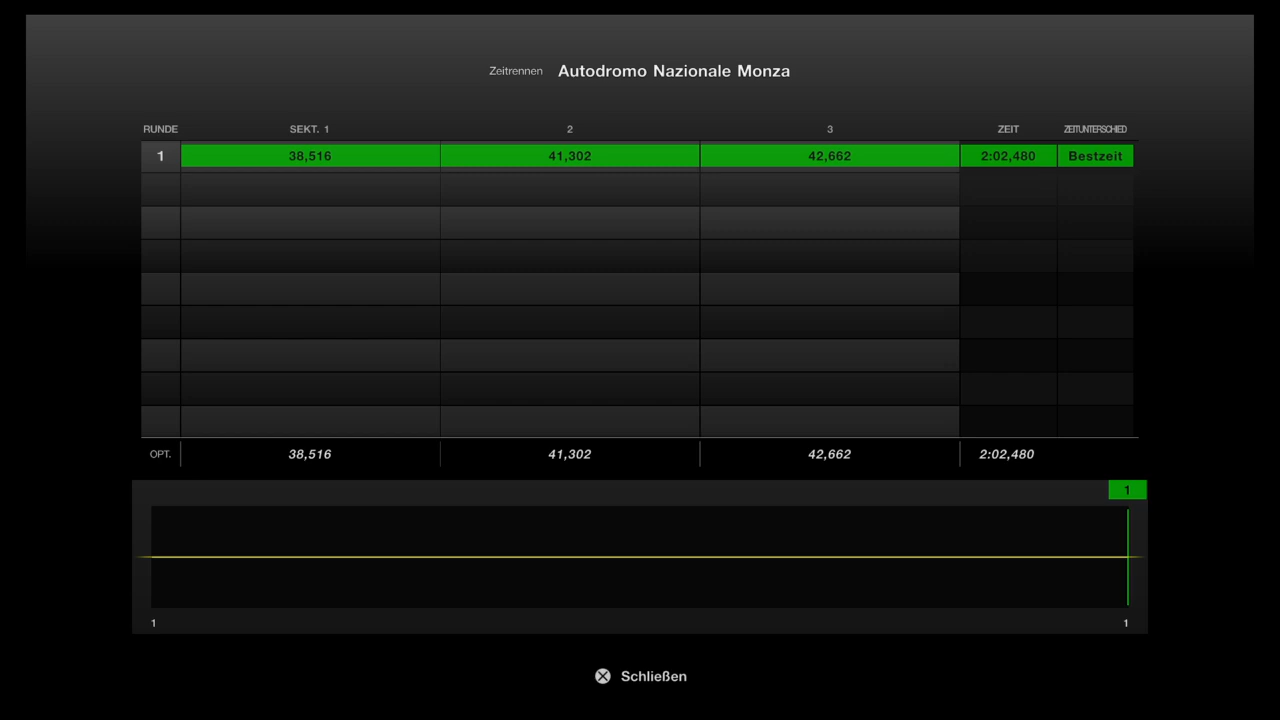 Zeitrennen Autodromo Nazionale Monza
RUNDE SEKT. 1 2 3 ZEIT ZEITUNTERSCHIED
1 38,516 41,302 42,662 2:02,480 Bestzeit
OPT. 38,516 41,302 42,662 2:02,480
1
1 1
Schließen